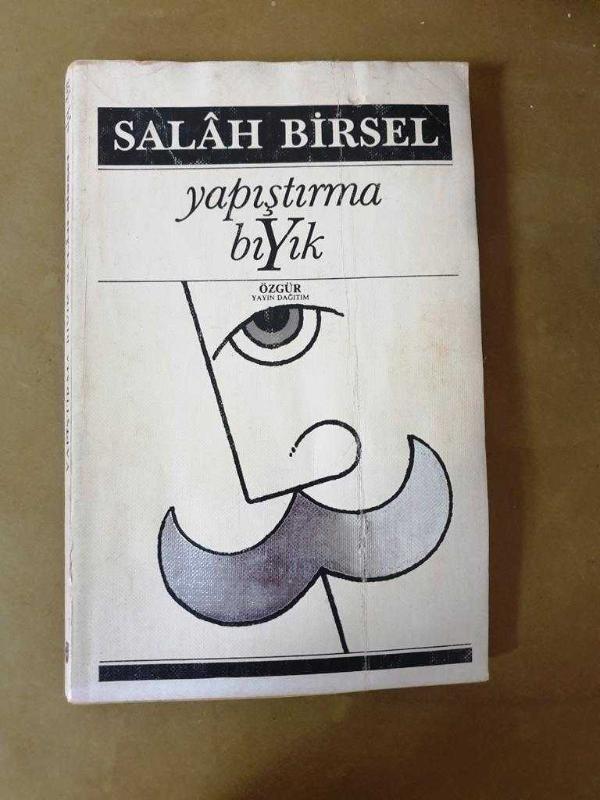 SALÂH BİRSEL
yapıştırma
bıYık
ÖZGÜR
YAYIN DAĞITIM